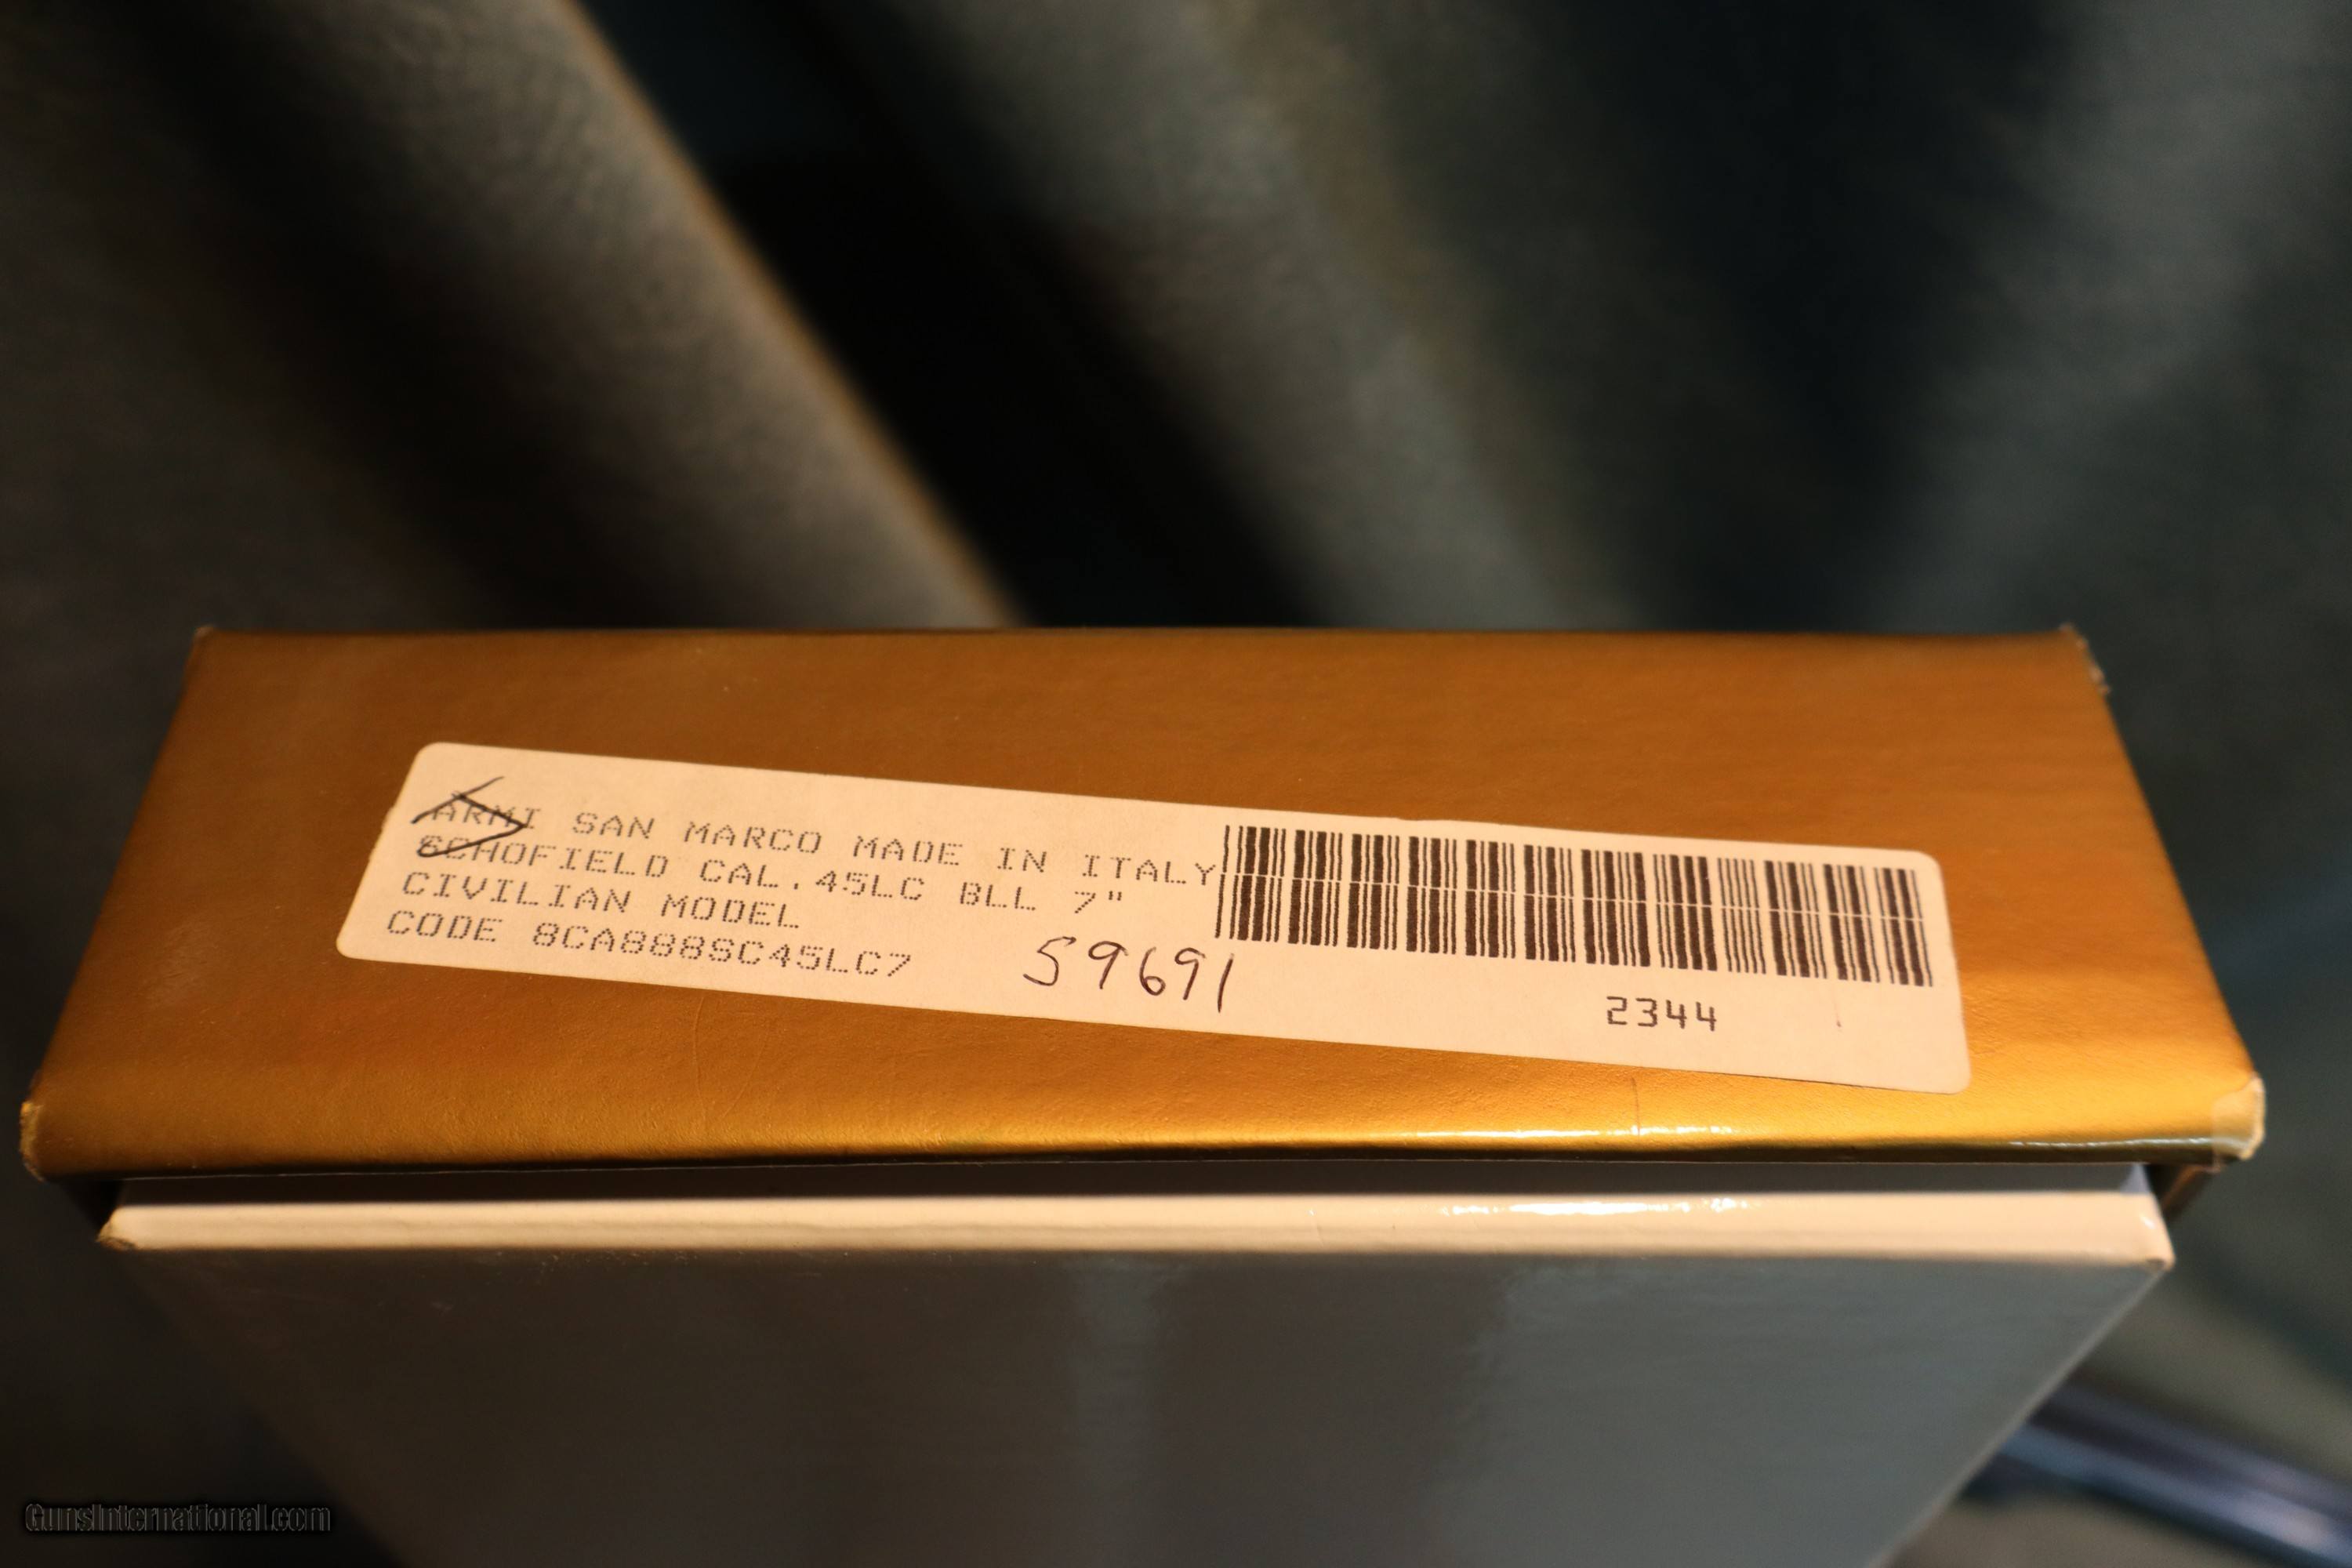 ARMI SAN MARCO MADE IN ITALY
SCHOFIELD CAL.45LC BLL 7"
CIVILIAN MODEL
CODE 8CA888SC45LC7
59691
2344
GunsInternational.com